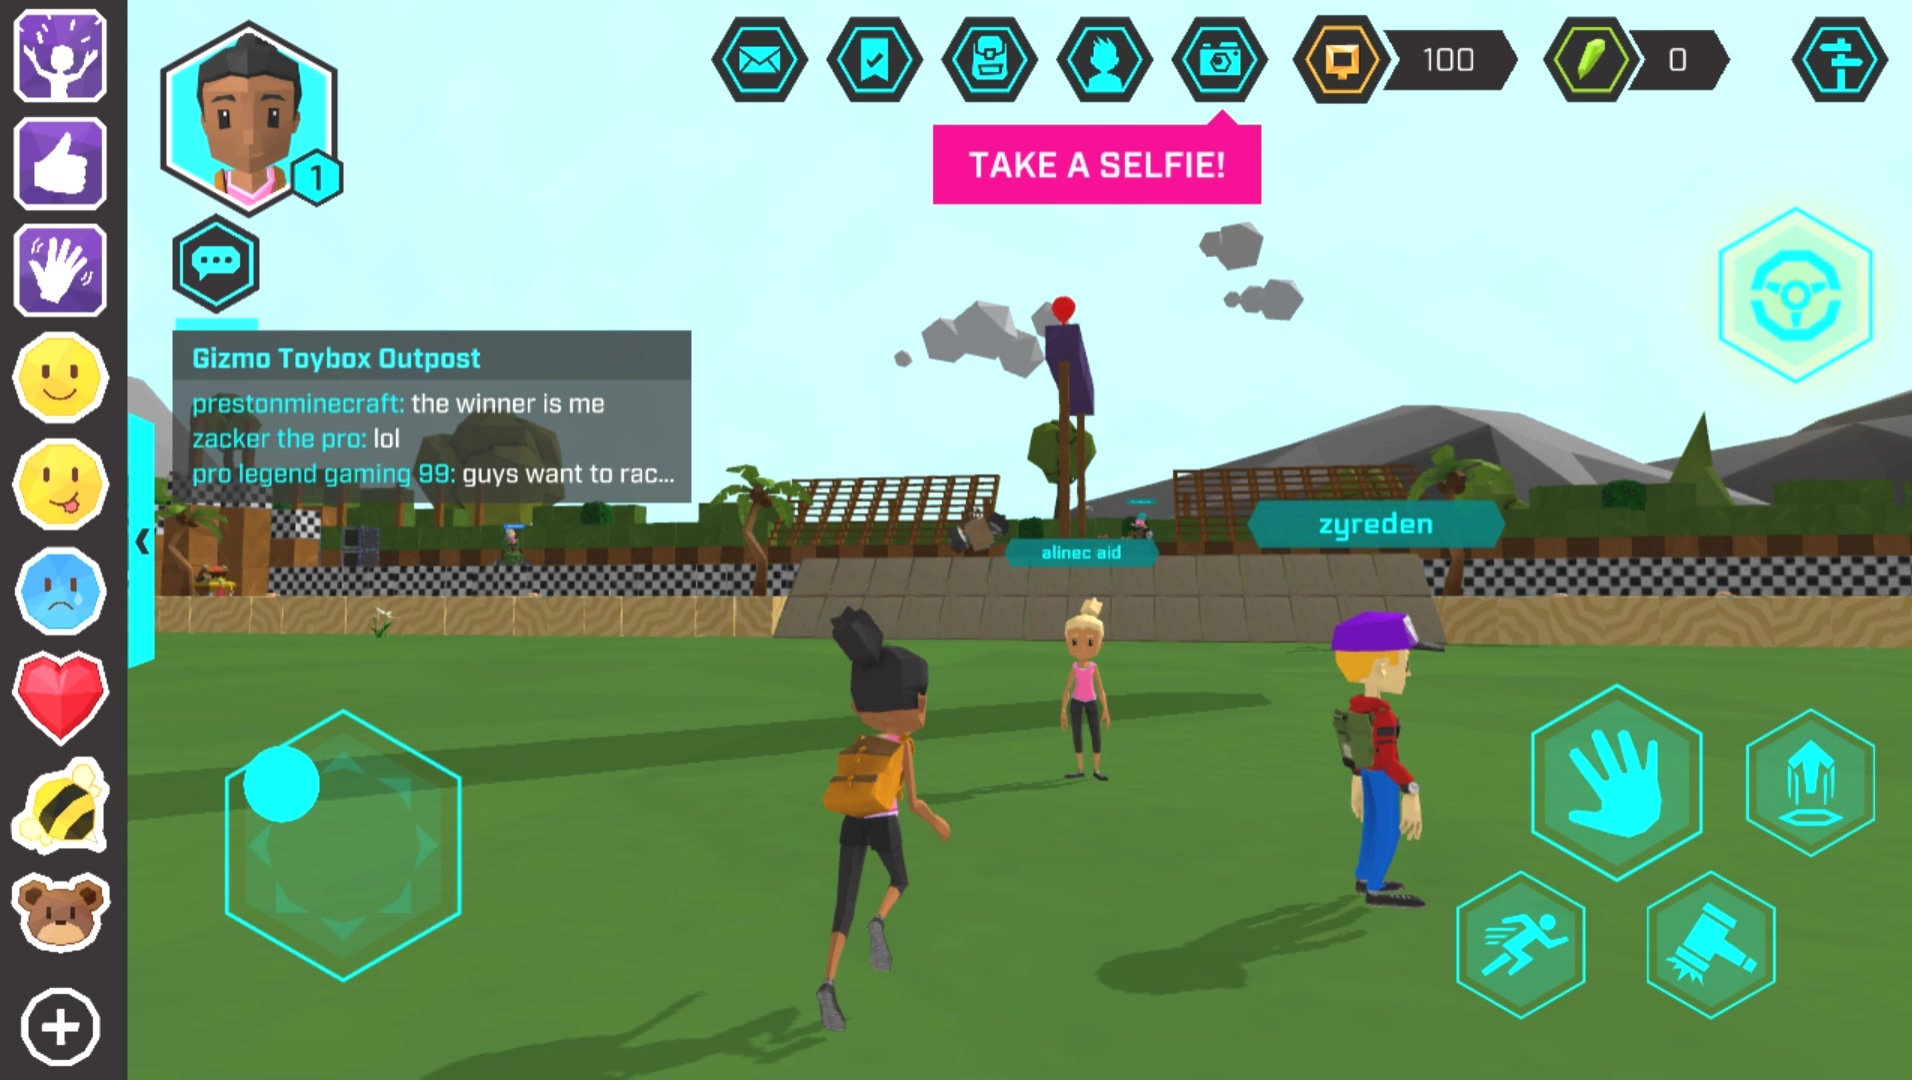 100
0
TAKE A SELFIE!
1
Gizmo Toybox Outpost
prestonminecraft: the winner is me
zacker the pro: lol
pro legend gaming 99: guys want to rac...
zyreden
alinec aid